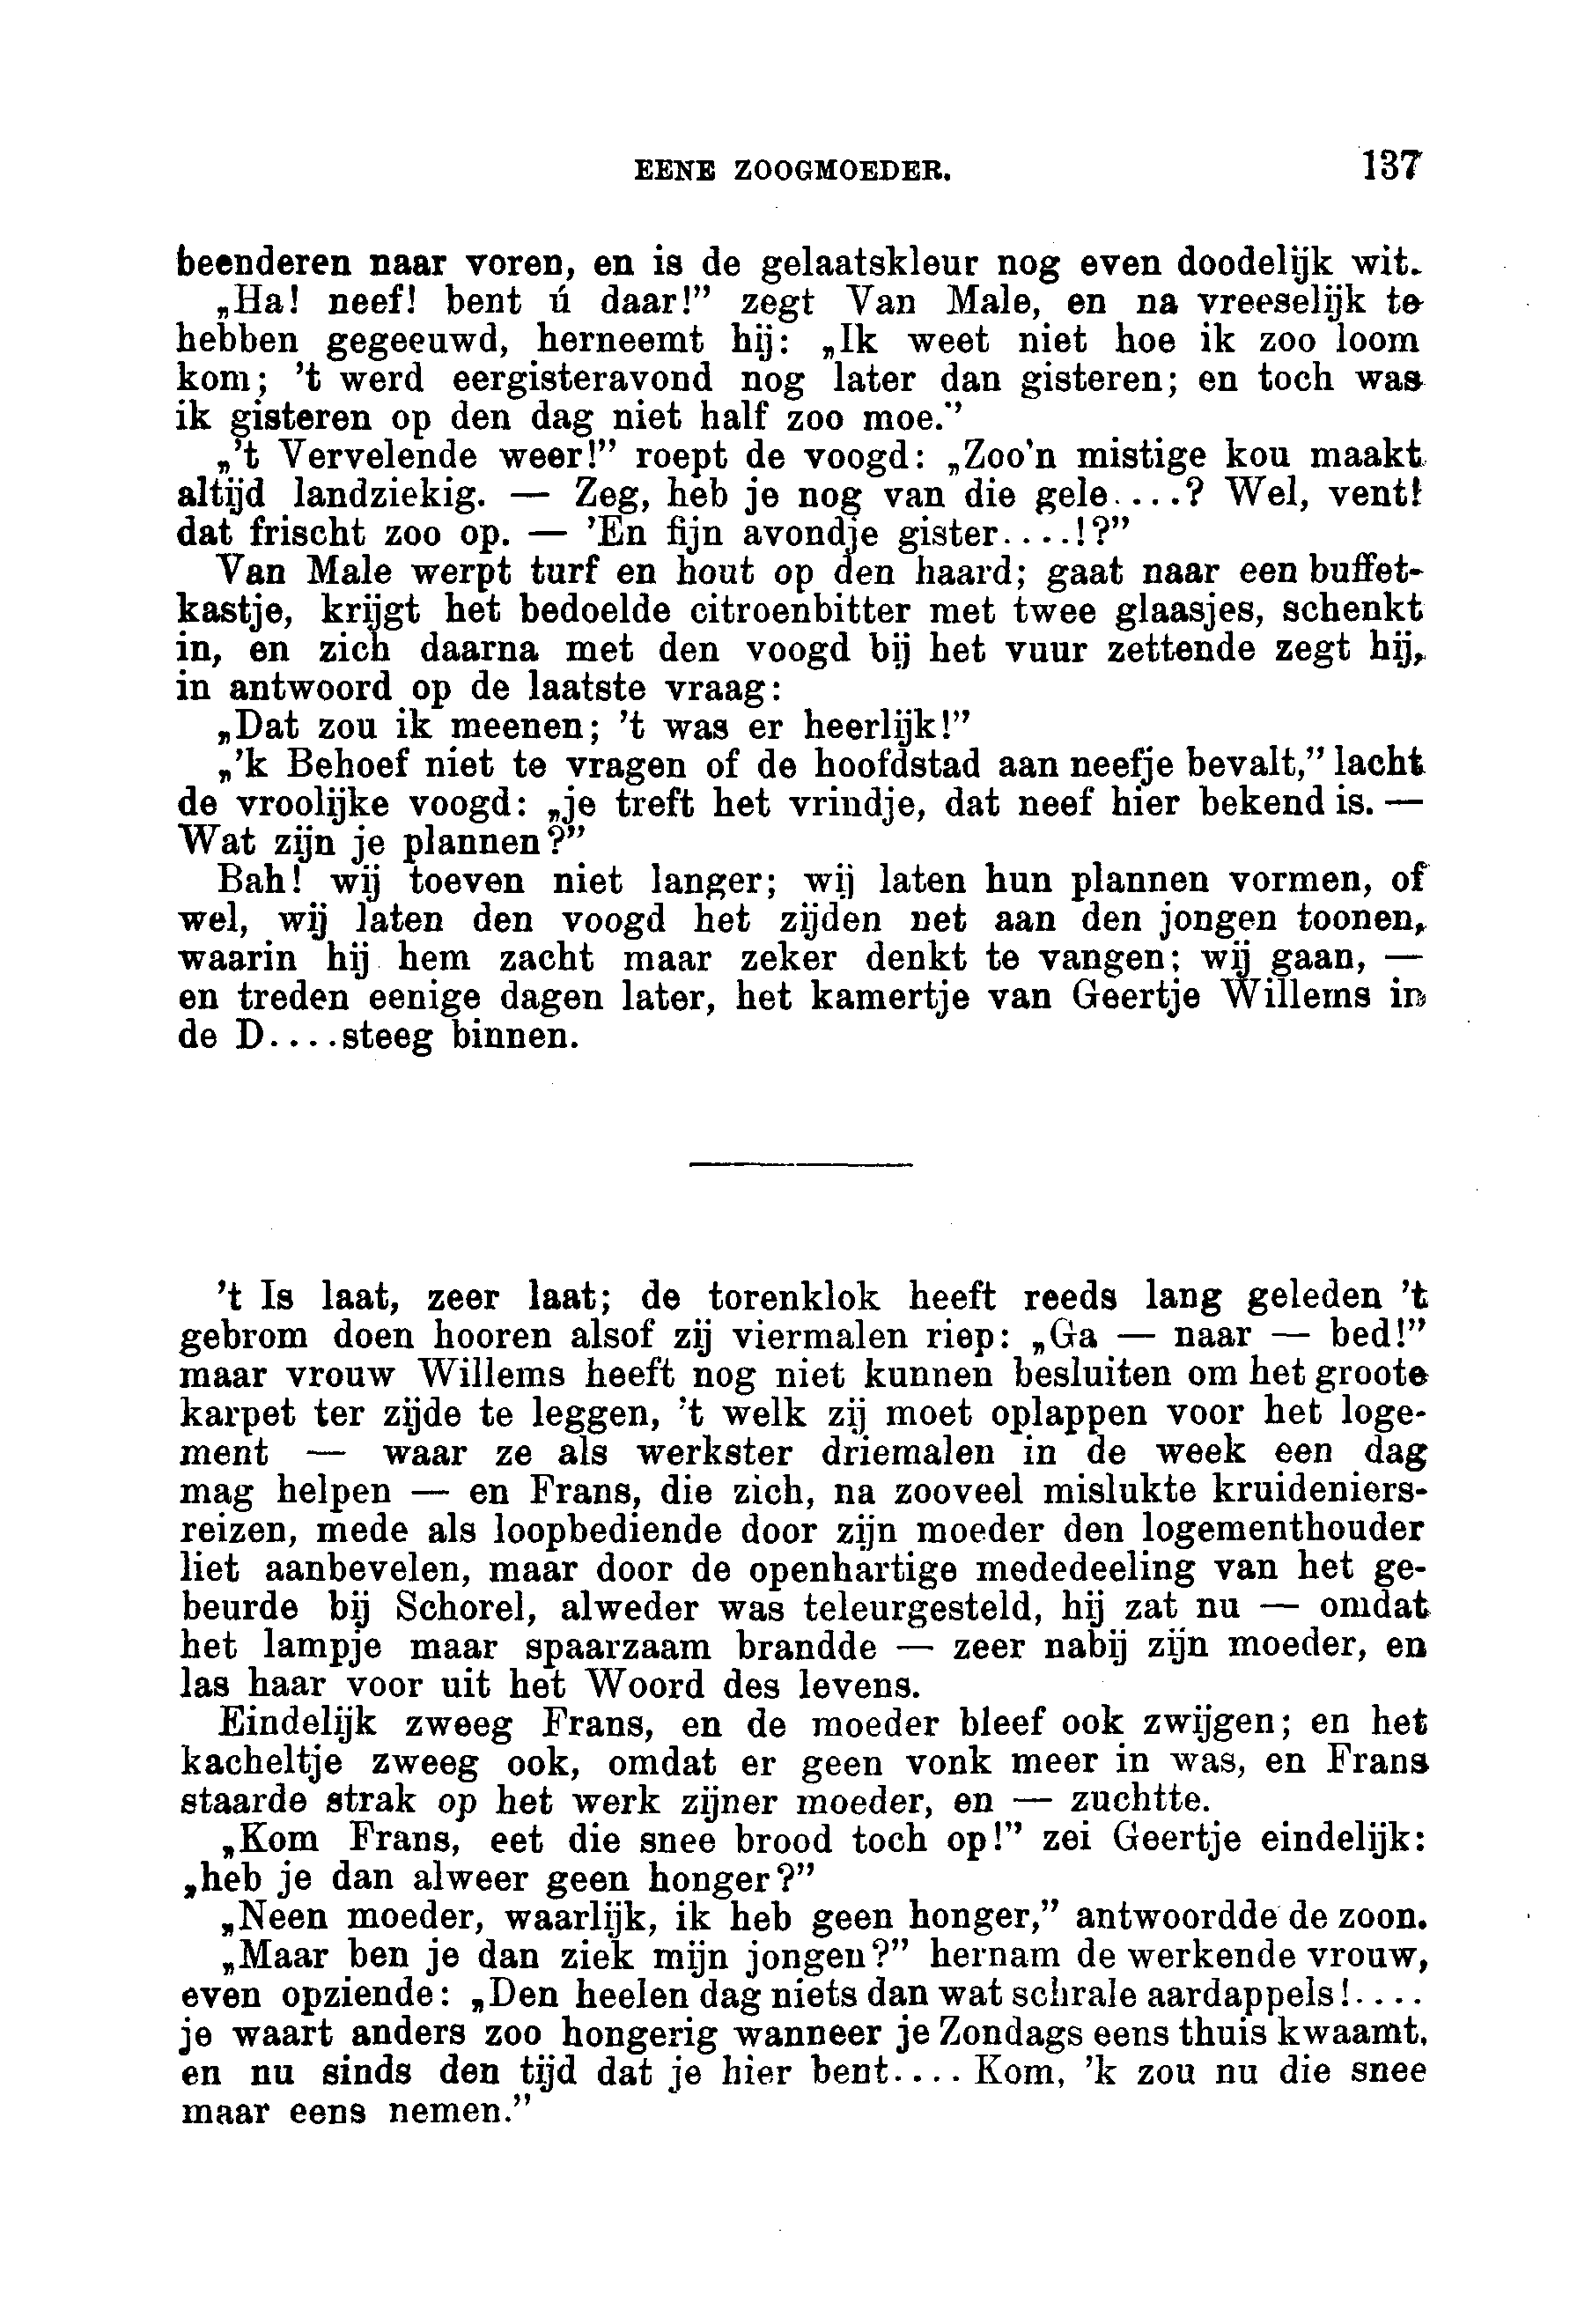 EENE ZOOGMOEDER. 137
beenderen naar voren, en is de gelaatskleur nog even doodelijk wit.
„Ha! neef! bent ú daar!” zegt Van Male, en na vreeselijk te
hebben gegeeuwd, herneemt hij: „Ik weet niet hoe ik zoo loom
kom; ’t werd eergisteravond nog later dan gisteren; en toch was
ik gisteren op den dag niet half zoo moe.”
„’t Vervelende weer!” roept de voogd: „Zoo’n mistige kou maakt
altijd landziekig. — Zeg, heb je nog van die gele....? Wel, vent!
dat frischt zoo op. — ’En fijn avondje gister....!?”
Van Male werpt turf en hout op den haard; gaat naar een buffet-
kastje, krijgt het bedoelde citroenbitter met twee glaasjes, schenkt
in, en zich daarna met den voogd bij het vuur zettende zegt hij,
in antwoord op de laatste vraag:
„Dat zou ik meenen; ’t was er heerlijk!”
„’k Behoef niet te vragen of de hoofdstad aan neefje bevalt,” lacht
de vroolijke voogd: „je treft het vrindje, dat neef hier bekend is. —
Wat zijn je plannen?”
Bah! wij toeven niet langer; wij laten hun plannen vormen, of
wel, wij laten den voogd het zijden net aan den jongen toonen,
waarin hij hem zacht maar zeker denkt te vangen; wij gaan, —
en treden eenige dagen later, het kamertje van Geertje Willems in
de D....steeg binnen.
’t Is laat, zeer laat; de torenklok heeft reeds lang geleden ’t
gebrom doen hooren alsof zij viermalen riep: „Ga — naar — bed!”
maar vrouw Willems heeft nog niet kunnen besluiten om het groote
karpet ter zijde te leggen, ’t welk zij moet oplappen voor het loge-
ment — waar ze als werkster driemalen in de week een dag
mag helpen — en Frans, die zich, na zooveel mislukte kruideniers-
reizen, mede als loopbediende door zijn moeder den logementhouder
liet aanbevelen, maar door de openhartige mededeeling van het ge-
beurde bij Schorel, alweder was teleurgesteld, hij zat nu — omdat
het lampje maar spaarzaam brandde — zeer nabij zijn moeder, en
las haar voor uit het Woord des levens.
Eindelijk zweeg Frans, en de moeder bleef ook zwijgen; en het
kacheltje zweeg ook, omdat er geen vonk meer in was, en Frans
staarde strak op het werk zijner moeder, en — zuchtte.
„Kom Frans, eet die snee brood toch op!” zei Geertje eindelijk:
„heb je dan alweer geen honger?”
„Neen moeder, waarlijk, ik heb geen honger,” antwoordde de zoon.
„Maar ben je dan ziek mijn jongen?” hernam de werkende vrouw,
even opziende: „Den heelen dag niets dan wat schrale aardappels!....
je waart anders zoo hongerig wanneer je Zondags eens thuis kwaamt,
en nu sinds den tijd dat je hier bent.... Kom, ’k zou nu die snee
maar eens nemen.”